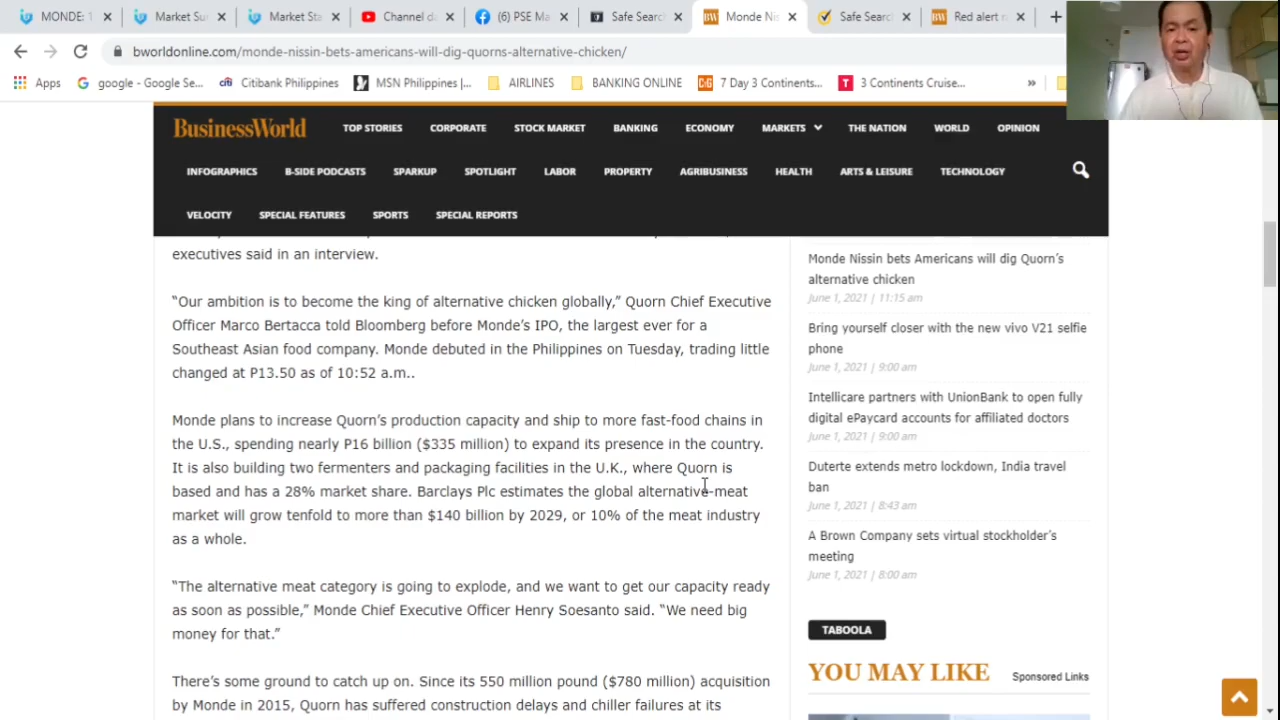 MONDE: 1
Market Su
Market Sta
Channel da
(6) PSE Ma
Safe Searc
Monde Nis
Safe Searc
Red alert ra
bworldonline.com/monde-nissin-bets-americans-will-dig-quorns-alternative-chicken/
Apps
google - Google Se...
citi Citibank Philippines
MSN Philippines |...
AIRLINES
BANKING ONLINE
C&G 7 Day 3 Continents...
T 3 Continents Cruise...
»
BusinessWorld
TOP STORIES CORPORATE STOCK MARKET BANKING ECONOMY MARKETS THE NATION WORLD OPINION
INFOGRAPHICS B-SIDE PODCASTS SPARKUP SPOTLIGHT LABOR PROPERTY AGRIBUSINESS HEALTH ARTS & LEISURE TECHNOLOGY
VELOCITY SPECIAL FEATURES SPORTS SPECIAL REPORTS
executives said in an interview.
“Our ambition is to become the king of alternative chicken globally,” Quorn Chief Executive
Officer Marco Bertacca told Bloomberg before Monde’s IPO, the largest ever for a
Southeast Asian food company. Monde debuted in the Philippines on Tuesday, trading little
changed at P13.50 as of 10:52 a.m..
Monde plans to increase Quorn’s production capacity and ship to more fast-food chains in
the U.S., spending nearly P16 billion ($335 million) to expand its presence in the country.
It is also building two fermenters and packaging facilities in the U.K., where Quorn is
based and has a 28% market share. Barclays Plc estimates the global alternative-meat
market will grow tenfold to more than $140 billion by 2029, or 10% of the meat industry
as a whole.
“The alternative meat category is going to explode, and we want to get our capacity ready
as soon as possible,” Monde Chief Executive Officer Henry Soesanto said. “We need big
money for that.”
There’s some ground to catch up on. Since its 550 million pound ($780 million) acquisition
by Monde in 2015, Quorn has suffered construction delays and chiller failures at its
Monde Nissin bets Americans will dig Quorn’s
alternative chicken
June 1, 2021 | 11:15 am
Bring yourself closer with the new vivo V21 selfie
phone
June 1, 2021 | 9:00 am
Intellicare partners with UnionBank to open fully
digital ePaycard accounts for affiliated doctors
June 1, 2021 | 9:00 am
Duterte extends metro lockdown, India travel
ban
June 1, 2021 | 8:43 am
A Brown Company sets virtual stockholder’s
meeting
June 1, 2021 | 8:00 am
TABOOLA
YOU MAY LIKE
Sponsored Links